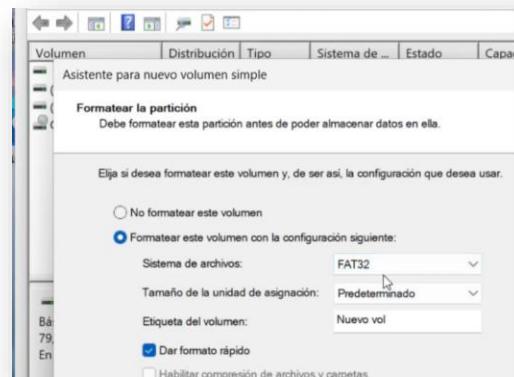 Volumen Distribución Tipo Sistema de ... Estado Capa
Asistente para nuevo volumen simple
Formatear la partición
Debe formatear esta partición antes de poder almacenar datos en ella.
Elija si desea formatear este volumen y, de ser así, la configuración que desea usar.
No formatear este volumen
Formatear este volumen con la configuración siguiente:
Sistema de archivos: FAT32
Tamaño de la unidad de asignación: Predeterminado
Etiqueta del volumen: Nuevo vol
Bá
79,
Dar formato rápido
En
Habilitar compresión de archivos y carpetas